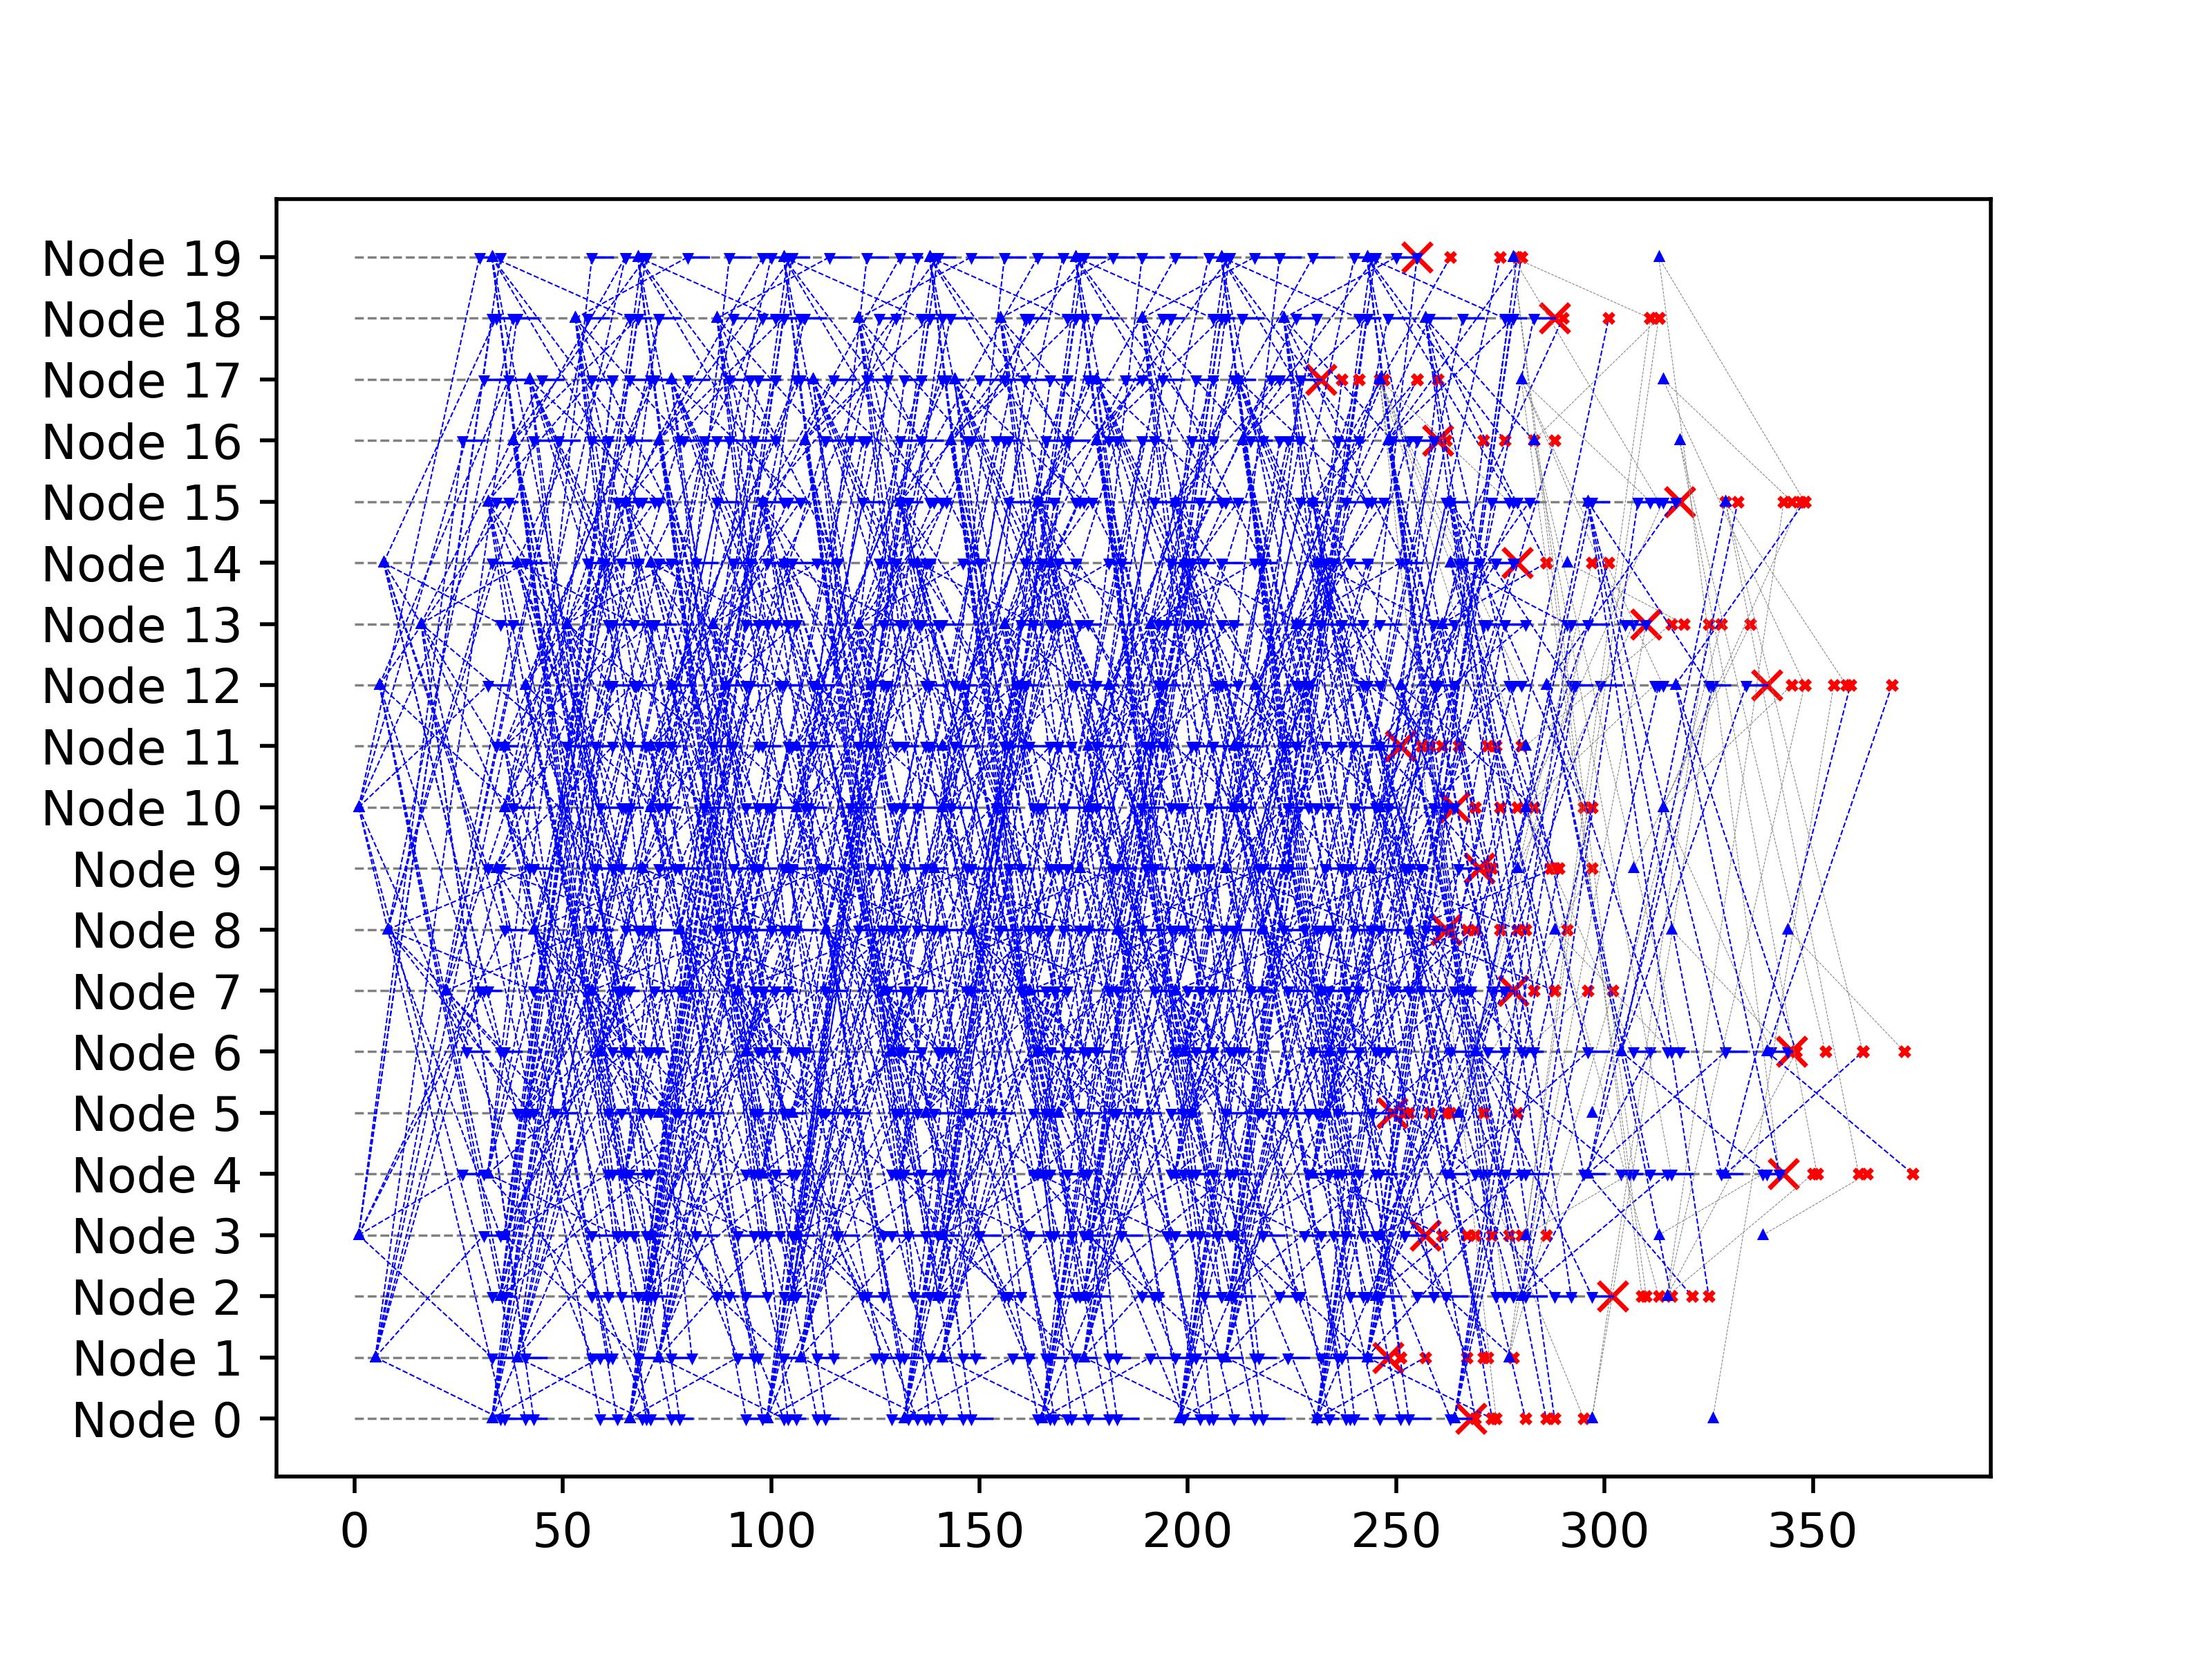 Node 19
Node 18
Node 17
Node 16
Node 15
Node 14
Node 13
Node 12
Node 11
Node 10
Node 9
Node 8
Node 7
Node 6
Node 5
Node 4
Node 3
Node 2
Node 1
Node 0
0 50 100 150 200 250 300 350